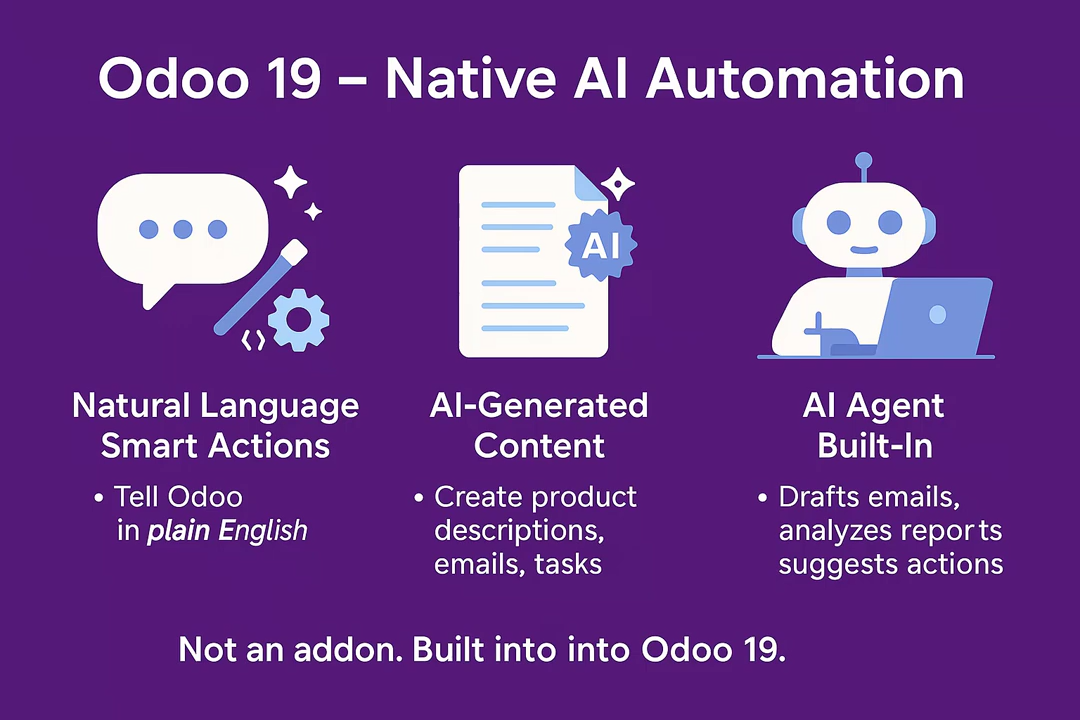 Odoo 19 – Native AI Automation
AI
Natural Language
Smart Actions
• Tell Odoo
in plain English
AI-Generated
Content
• Create product
descriptions,
emails, tasks
AI Agent
Built-In
• Drafts emails,
analyzes reports
suggests actions
Not an addon. Built into into Odoo 19.